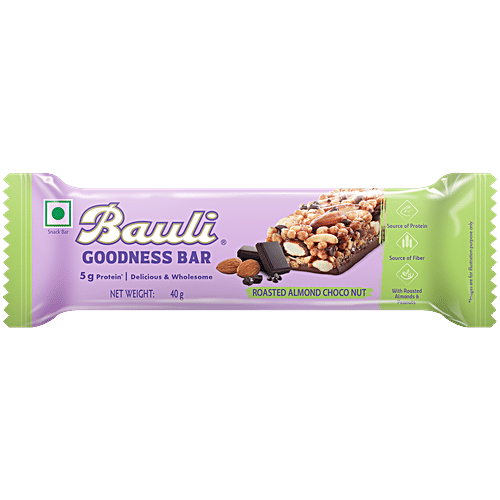 Snack Bar
Bauli®
GOODNESS BAR
5g Protein* | Delicious & Wholesome
NET WEIGHT: 40g
ROASTED ALMOND CHOCO NUT
Source of Protein
Source of Fiber
With Roasted
Almonds &
*Images are for illustration purpose only